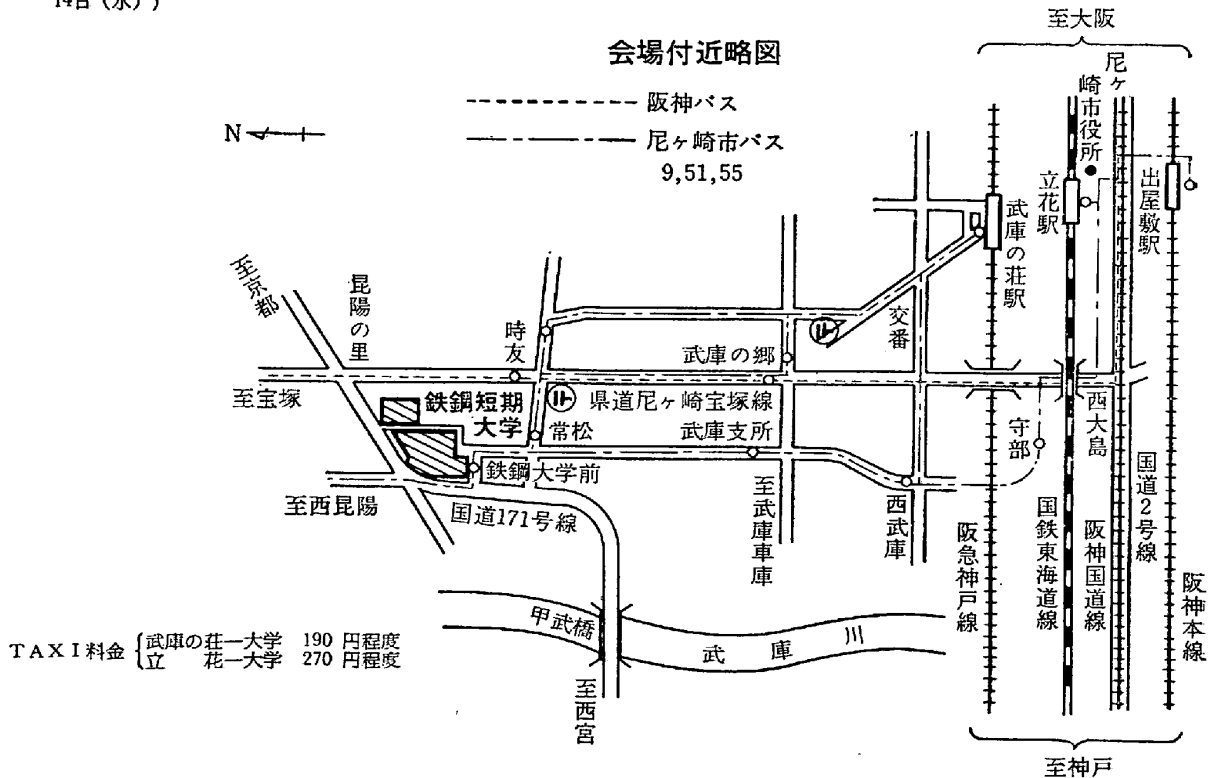 14日（水））
至大阪
会場付近略図
阪神バス
尼ヶ崎市バス
9,51,55
N
尼ヶ崎市役所
立花駅
出屋敷駅
武庫の荘駅
至京都
昆陽の里
時友
武庫の郷
交番
至宝塚
鉄鋼短期大学
常松
県道尼ヶ崎宝塚線
武庫支所
西大島
守部
鉄鋼大学前
至西昆陽
国道171号線
至武庫車庫
西武庫
阪急神戸線
国鉄東海道線
阪神国道線
国道2号線
阪神本線
甲武橋
武庫川
TAXI料金
武庫の荘―大学 190 円程度
立花―大学 270 円程度
至西宮
至神戸